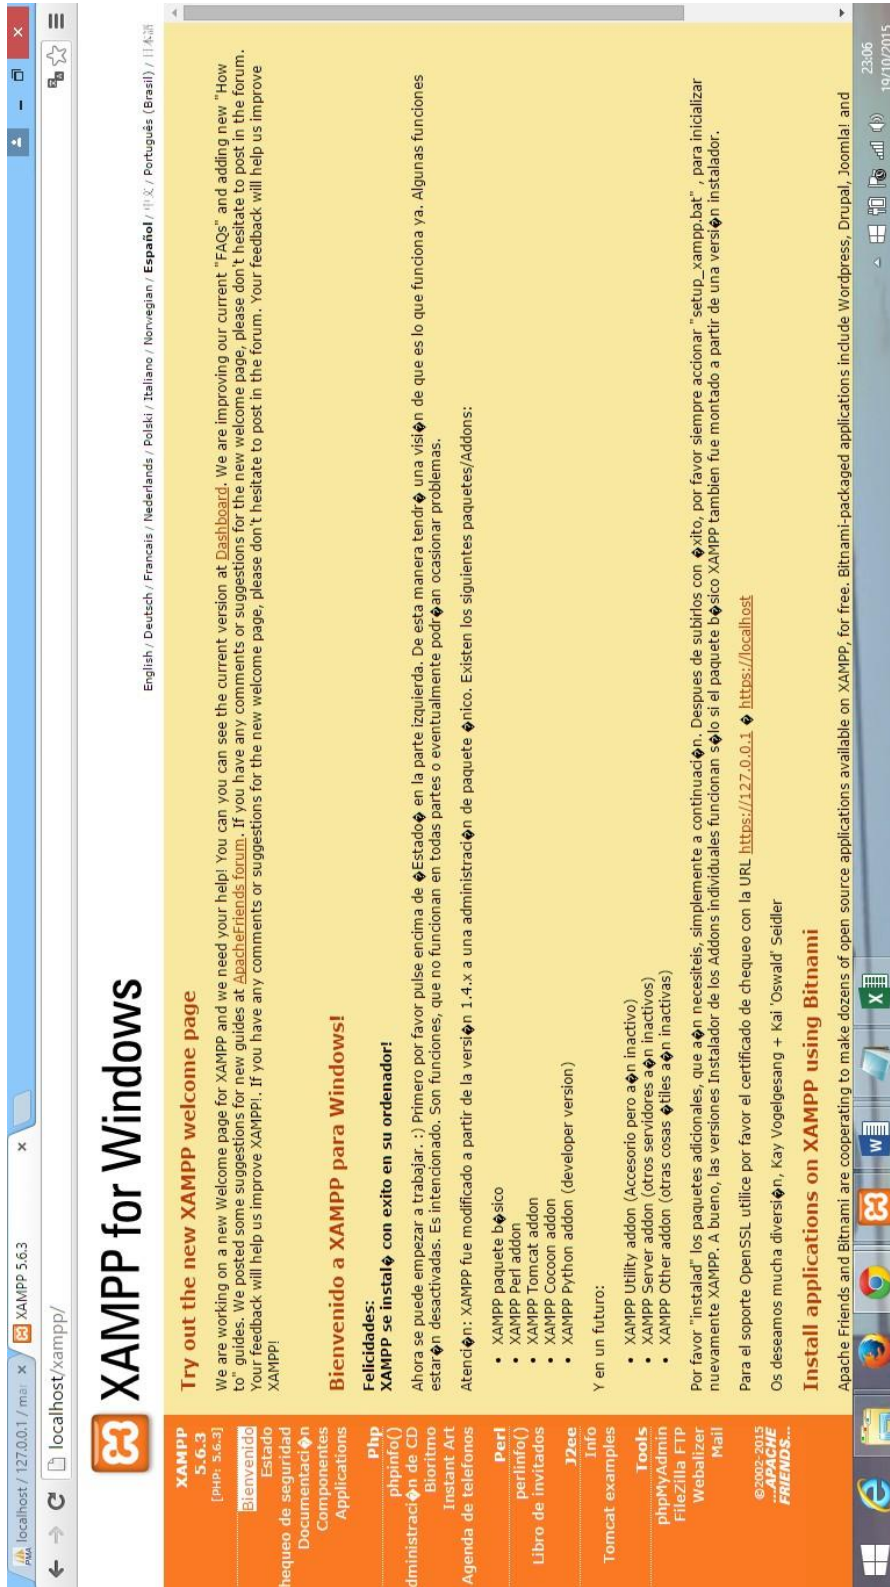 localhost / 127.0.0.1 / mar
XAMPP 5.6.3
localhost/xampp/
XAMPP for Windows
English / Deutsch / Francais / Nederlands / Polski / Italiano / Norwegian / Español / 中文 / Português (Brasil) / 日本語
XAMPP
5.6.3
[PHP: 5.6.3]
Bienvenido
Estado
hequeo de seguridad
Documentaci�n
Componentes
Applications
Php
phpinfo()
dministraci�n de CD
Bioritmo
Instant Art
Agenda de telefonos
Perl
perlinfo()
Libro de invitados
J2ee
Info
Tomcat examples
Tools
phpMyAdmin
FileZilla FTP
Webalizer
Mail
©2002-2015
...APACHE
FRIENDS...
Try out the new XAMPP welcome page
We are working on a new Welcome page for XAMPP and we need your help! You can you can see the current version at Dashboard. We are improving our current "FAQs" and adding new "How
to" guides. We posted some suggestions for new guides at ApacheFriends forum. If you have any comments or suggestions for the new welcome page, please don't hesitate to post in the forum.
Your feedback will help us improve XAMPP!. If you have any comments or suggestions for the new welcome page, please don't hesitate to post in the forum. Your feedback will help us improve
XAMPP!
Bienvenido a XAMPP para Windows!
Felicidades:
XAMPP se instal� con exito en su ordenador!
Ahora se puede empezar a trabajar. :) Primero por favor pulse encima de �Estado� en la parte izquierda. De esta manera tendr� una visi�n de que es lo que funciona ya. Algunas funciones
estar�n desactivadas. Es intencionado. Son funciones, que no funcionan en todas partes o eventualmente podr�an ocasionar problemas.
Atenci�n: XAMPP fue modificado a partir de la versi�n 1.4.x a una administraci�n de paquete �nico. Existen los siguientes paquetes/Addons:
• XAMPP paquete b�sico
• XAMPP Perl addon
• XAMPP Tomcat addon
• XAMPP Cocoon addon
• XAMPP Python addon (developer version)
Y en un futuro:
• XAMPP Utility addon (Accesorio pero a�n inactivo)
• XAMPP Server addon (otros servidores a�n inactivos)
• XAMPP Other addon (otras cosas �tiles a�n inactivas)
Por favor "instalad" los paquetes adicionales, que a�n necesiteis, simplemente a continuaci�n. Despues de subirlos con �xito, por favor siempre accionar "setup_xampp.bat" , para inicializar
nuevamente XAMPP. A bueno, las versiones Instalador de los Addons individuales funcionan s�lo si el paquete b�sico XAMPP tambien fue montado a partir de una versi�n instalador.
Para el soporte OpenSSL utilice por favor el certificado de chequeo con la URL https://127.0.0.1 � https://localhost
Os deseamos mucha diversi�n, Kay Vogelgesang + Kai 'Oswald' Seidler
Install applications on XAMPP using Bitnami
Apache Friends and Bitnami are cooperating to make dozens of open source applications available on XAMPP, for free. Bitnami-packaged applications include Wordpress, Drupal, Joomla! and
23:06
19/10/2015